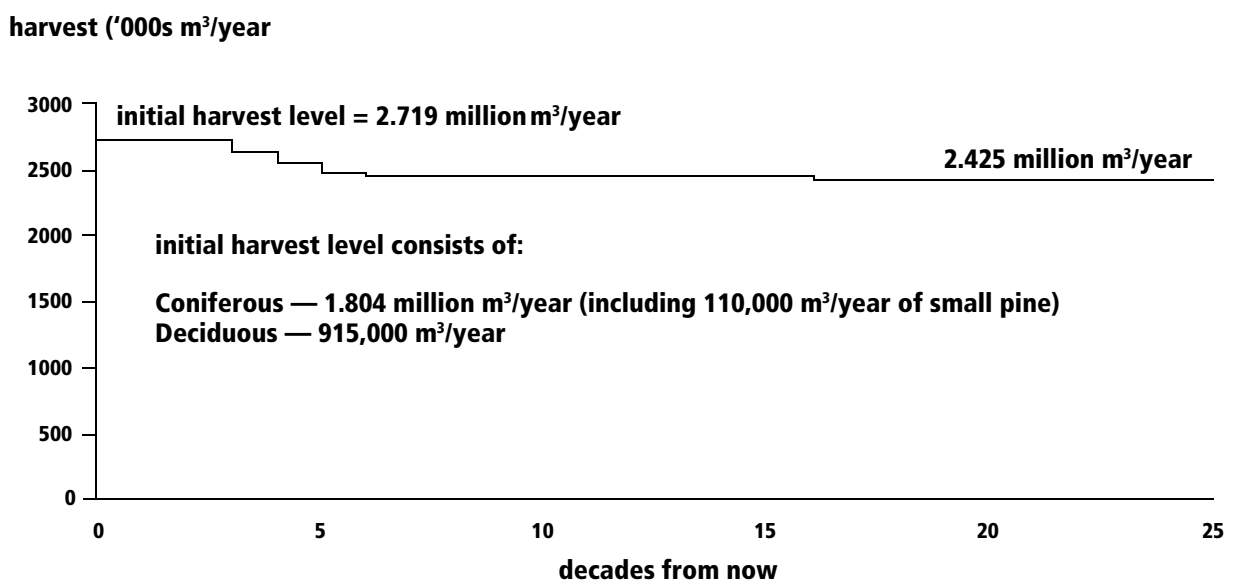 harvest (‘000s m³/year
3000
initial harvest level = 2.719 million m³/year
2.425 million m³/year
2500
2000
initial harvest level consists of:
1500
Coniferous — 1.804 million m³/year (including 110,000 m³/year of small pine)
Deciduous — 915,000 m³/year
1000
500
0
0 5 10 15 20 25
decades from now